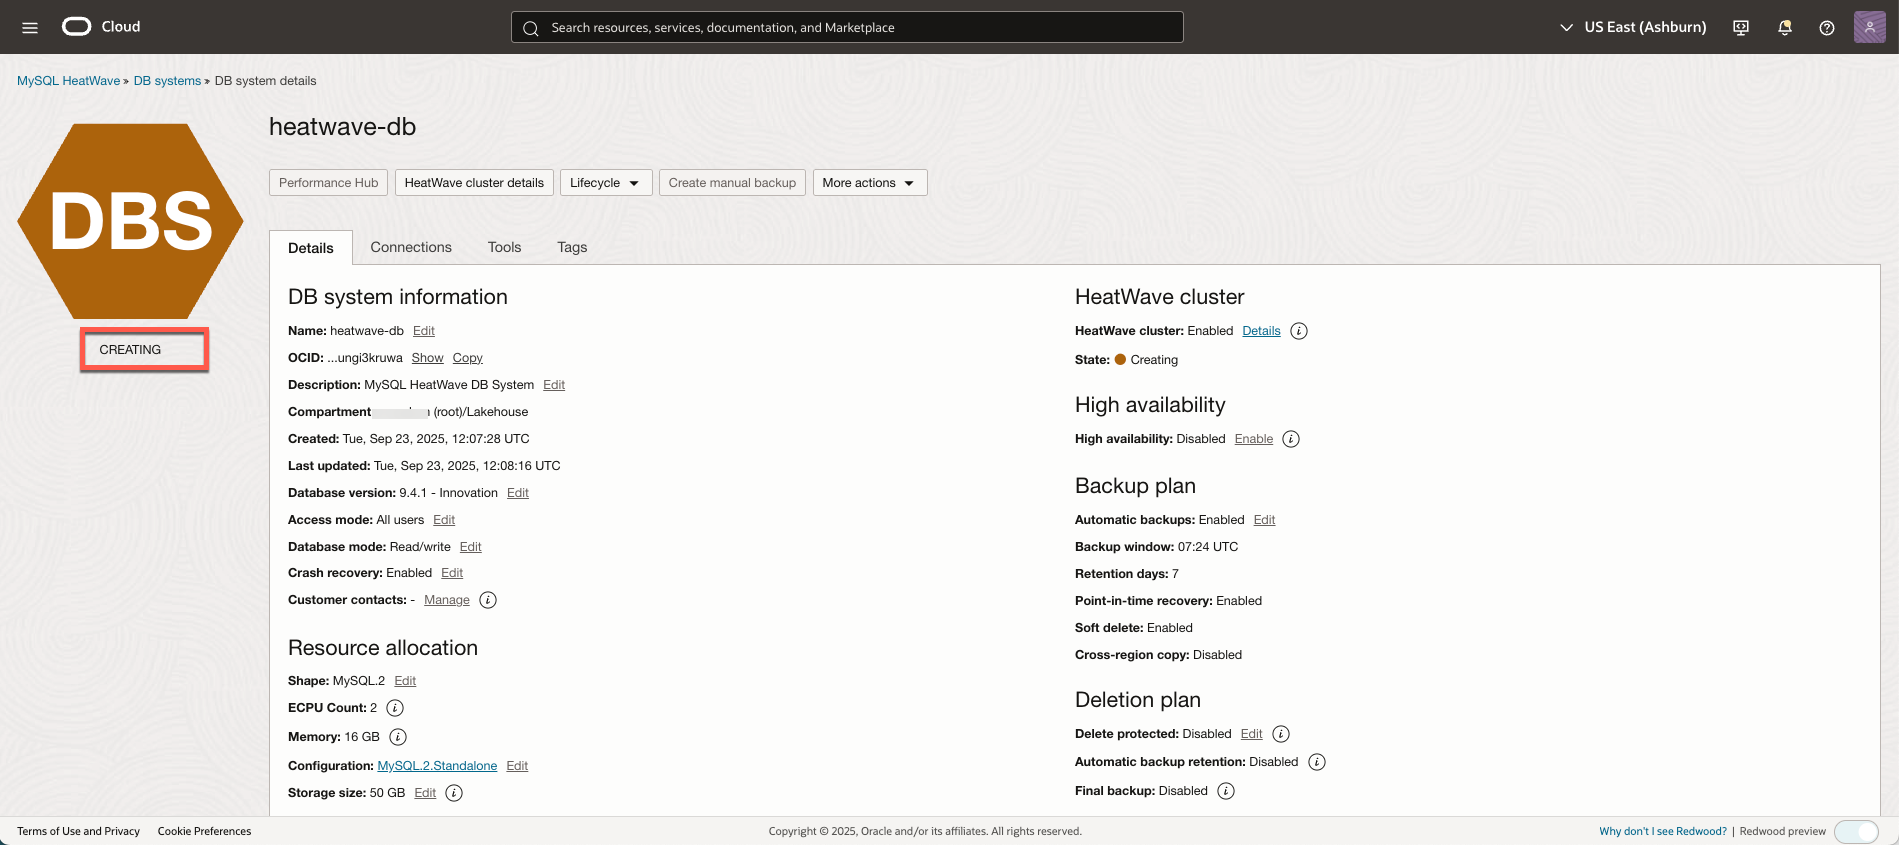 Cloud
Search resources, services, documentation, and Marketplace
US East (Ashburn)
MySQL HeatWave » DB systems » DB system details
DBS
CREATING
heatwave-db
Performance Hub HeatWave cluster details Lifecycle Create manual backup More actions
Details Connections Tools Tags
DB system information
Name: heatwave-db Edit
OCID: ...ungi3kruwa Show Copy
Description: MySQL HeatWave DB System Edit
Compartment (root)/Lakehouse
Created: Tue, Sep 23, 2025, 12:07:28 UTC
Last updated: Tue, Sep 23, 2025, 12:08:16 UTC
Database version: 9.4.1 - Innovation Edit
Access mode: All users Edit
Database mode: Read/write Edit
Crash recovery: Enabled Edit
Customer contacts: - Manage
Resource allocation
Shape: MySQL.2 Edit
ECPU Count: 2
Memory: 16 GB
Configuration: MySQL.2.Standalone Edit
Storage size: 50 GB Edit
HeatWave cluster
HeatWave cluster: Enabled Details
State: Creating
High availability
High availability: Disabled Enable
Backup plan
Automatic backups: Enabled Edit
Backup window: 07:24 UTC
Retention days: 7
Point-in-time recovery: Enabled
Soft delete: Enabled
Cross-region copy: Disabled
Deletion plan
Delete protected: Disabled Edit
Automatic backup retention: Disabled
Final backup: Disabled
Terms of Use and Privacy Cookie Preferences
Copyright © 2025, Oracle and/or its affiliates. All rights reserved.
Why don't I see Redwood? | Redwood preview